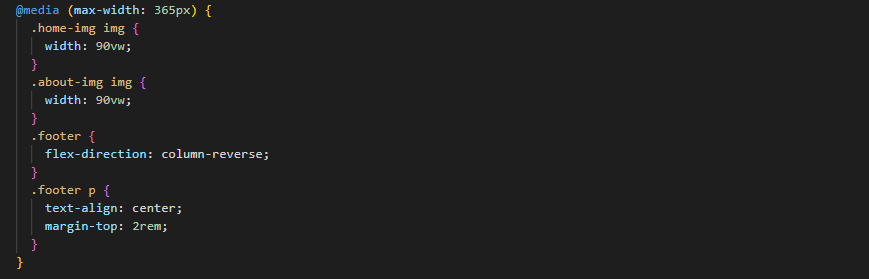 @media (max-width: 365px) {
.home-img img {
width: 90vw;
}
.about-img img {
width: 90vw;
}
.footer {
flex-direction: column-reverse;
}
.footer p {
text-align: center;
margin-top: 2rem;
}
}